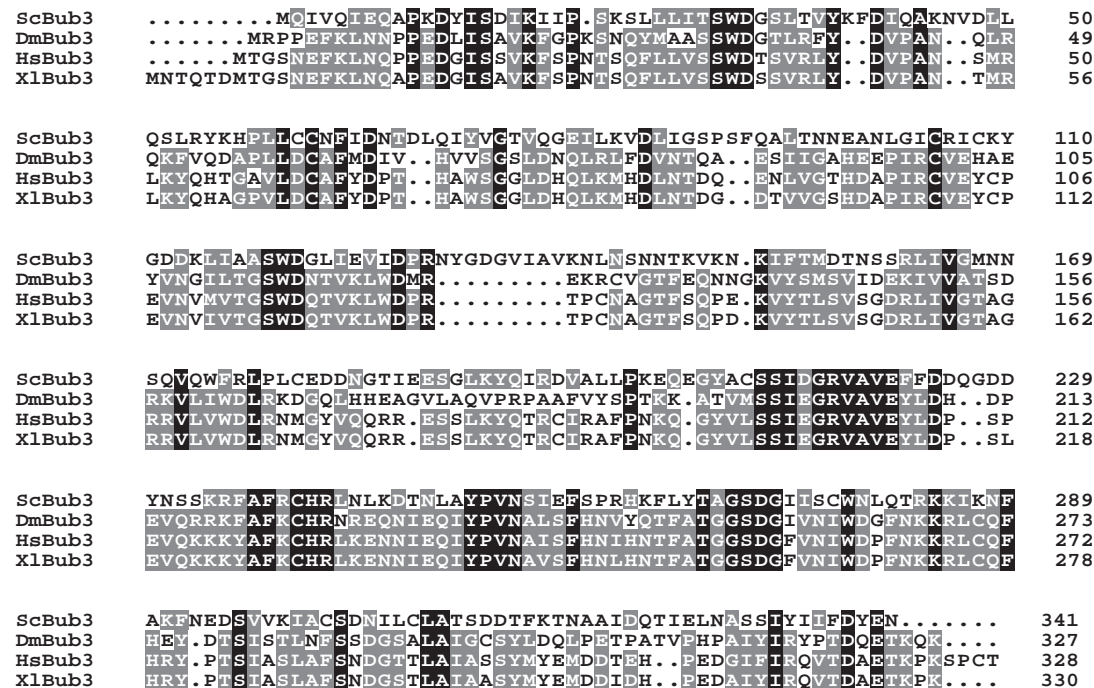 ScBub3 .........MQIVQIEQAPKDYISDIKIIP.SKSLLLITSWDGSLTVYKFDIQAKNVDLL 50
DmBub3 .......MRPPEFKLNNPPEDLISAVKFGPKSNQYMAASSWDGTLRFY..DVPAN..QLR 49
HsBub3 ......MTGSNEFKLNQPPEDGISSVKFSPNTSQFLLVSSWDTSVRLY..DVPAN..SMR 50
XlBub3 MNTQTDMTGSNEFKLNQAPEDGISAVKFSPNTSQFLLVSSWDSSVRLY..DVPAN..TMR 56
ScBub3 QSLRYKHPLLCCNFIDNTDLQIYVGTVQGEILKVDLIGSPSFQALTNNEANLGICRICKY 110
DmBub3 QKFVQDAPLLDCAFMDIV..HVVSGSLDNQLRLFDVNTQA..ESIIGAHEEPIRCVEHAE 105
HsBub3 LKYQHTGAVLDCAFYDPT..HAWSGGLDHQLKMHDLNTDQ..ENLVGTHDAPIRCVEYCP 106
XlBub3 LKYQHAGPVLDCAFYDPT..HAWSGGLDHQLKMHDLNTDG..DTVVGSHDAPIRCVEYCP 112
ScBub3 GDDKLIAASWDGLIEVIDPRNYGDGVIAVKNLNSNNTKVKN.KIFTMDTNSSRLIVGMNN 169
DmBub3 YVNGILTGSWDNTVKLWDMR.........EKRCVGTFEQNNGKVYSMSVIDEKIVVATSD 156
HsBub3 EVNVMVTGSWDQTVKLWDPR.........TPCNAGTFSQPE.KVYTLSVSGDRLIVGTAG 156
XlBub3 EVNVIVTGSWDQTVKLWDPR.........TPCNAGTFSQPD.KVYTLSVSGDRLIVGTAG 162
ScBub3 SQVQWFRLPLCEDDNGTIEESGLKYQIRDVALLPKEQEGYACSSIDGRVAVEFFDDQGDD 229
DmBub3 RKVLIWDLRKDGQLHHEAGVLAQVPRPAAFVYSPTKK.ATVMSSIEGRVAVEYLDH..DP 213
HsBub3 RRVLVWDLRNMGYVQQRR.ESSLKYQTRCIRAFPNKQ.GYVLSSIEGRVAVEYLDP..SP 212
XlBub3 RRVLVWDLRNMGYVQQRR.ESSLKYQTRCIRAFPNKQ.GYVLSSIEGRVAVEYLDP..SL 218
ScBub3 YNSSKRFAFRCHRLNLKDTNLAYPVNSIEFSPRHKFLYTAGSDGIISCWNLQTRKKIKNF 289
DmBub3 EVQRRKFAFKCHRNREQNIEQIYPVNALSFHNVYQTFATGGSDGIVNIWDGFNKKRLCQF 273
HsBub3 EVQKKKYAFKCHRLKENNIEQIYPVNAISFHNIHNTFATGGSDGFVNIWDPFNKKRLCQF 272
XlBub3 EVQKKKYAFKCHRLKENNIEQIYPVNAVSFHNLHNTFATGGSDGFVNIWDPFNKKRLCQF 278
ScBub3 AKFNEDSVVKIACSDNILCLATSDDTFKTNAAIDQTIELNASSIYIIFDYEN....... 341
DmBub3 HEY.DTSISTLNFSSDGSALAIGCSYLDQLPETPATVPHPAIYIRYPTDQETKQK.... 327
HsBub3 HRY.PTSIASLAFSNDGTTLAIASSYMYEMDDTEH..PEDGIFIRQVTDAETKPKSPCT 328
XlBub3 HRY.PTSIASLAFSNDGSTLAIAASYMYEMDDIDH..PEDAIYIRQVTDAETKPK.... 330